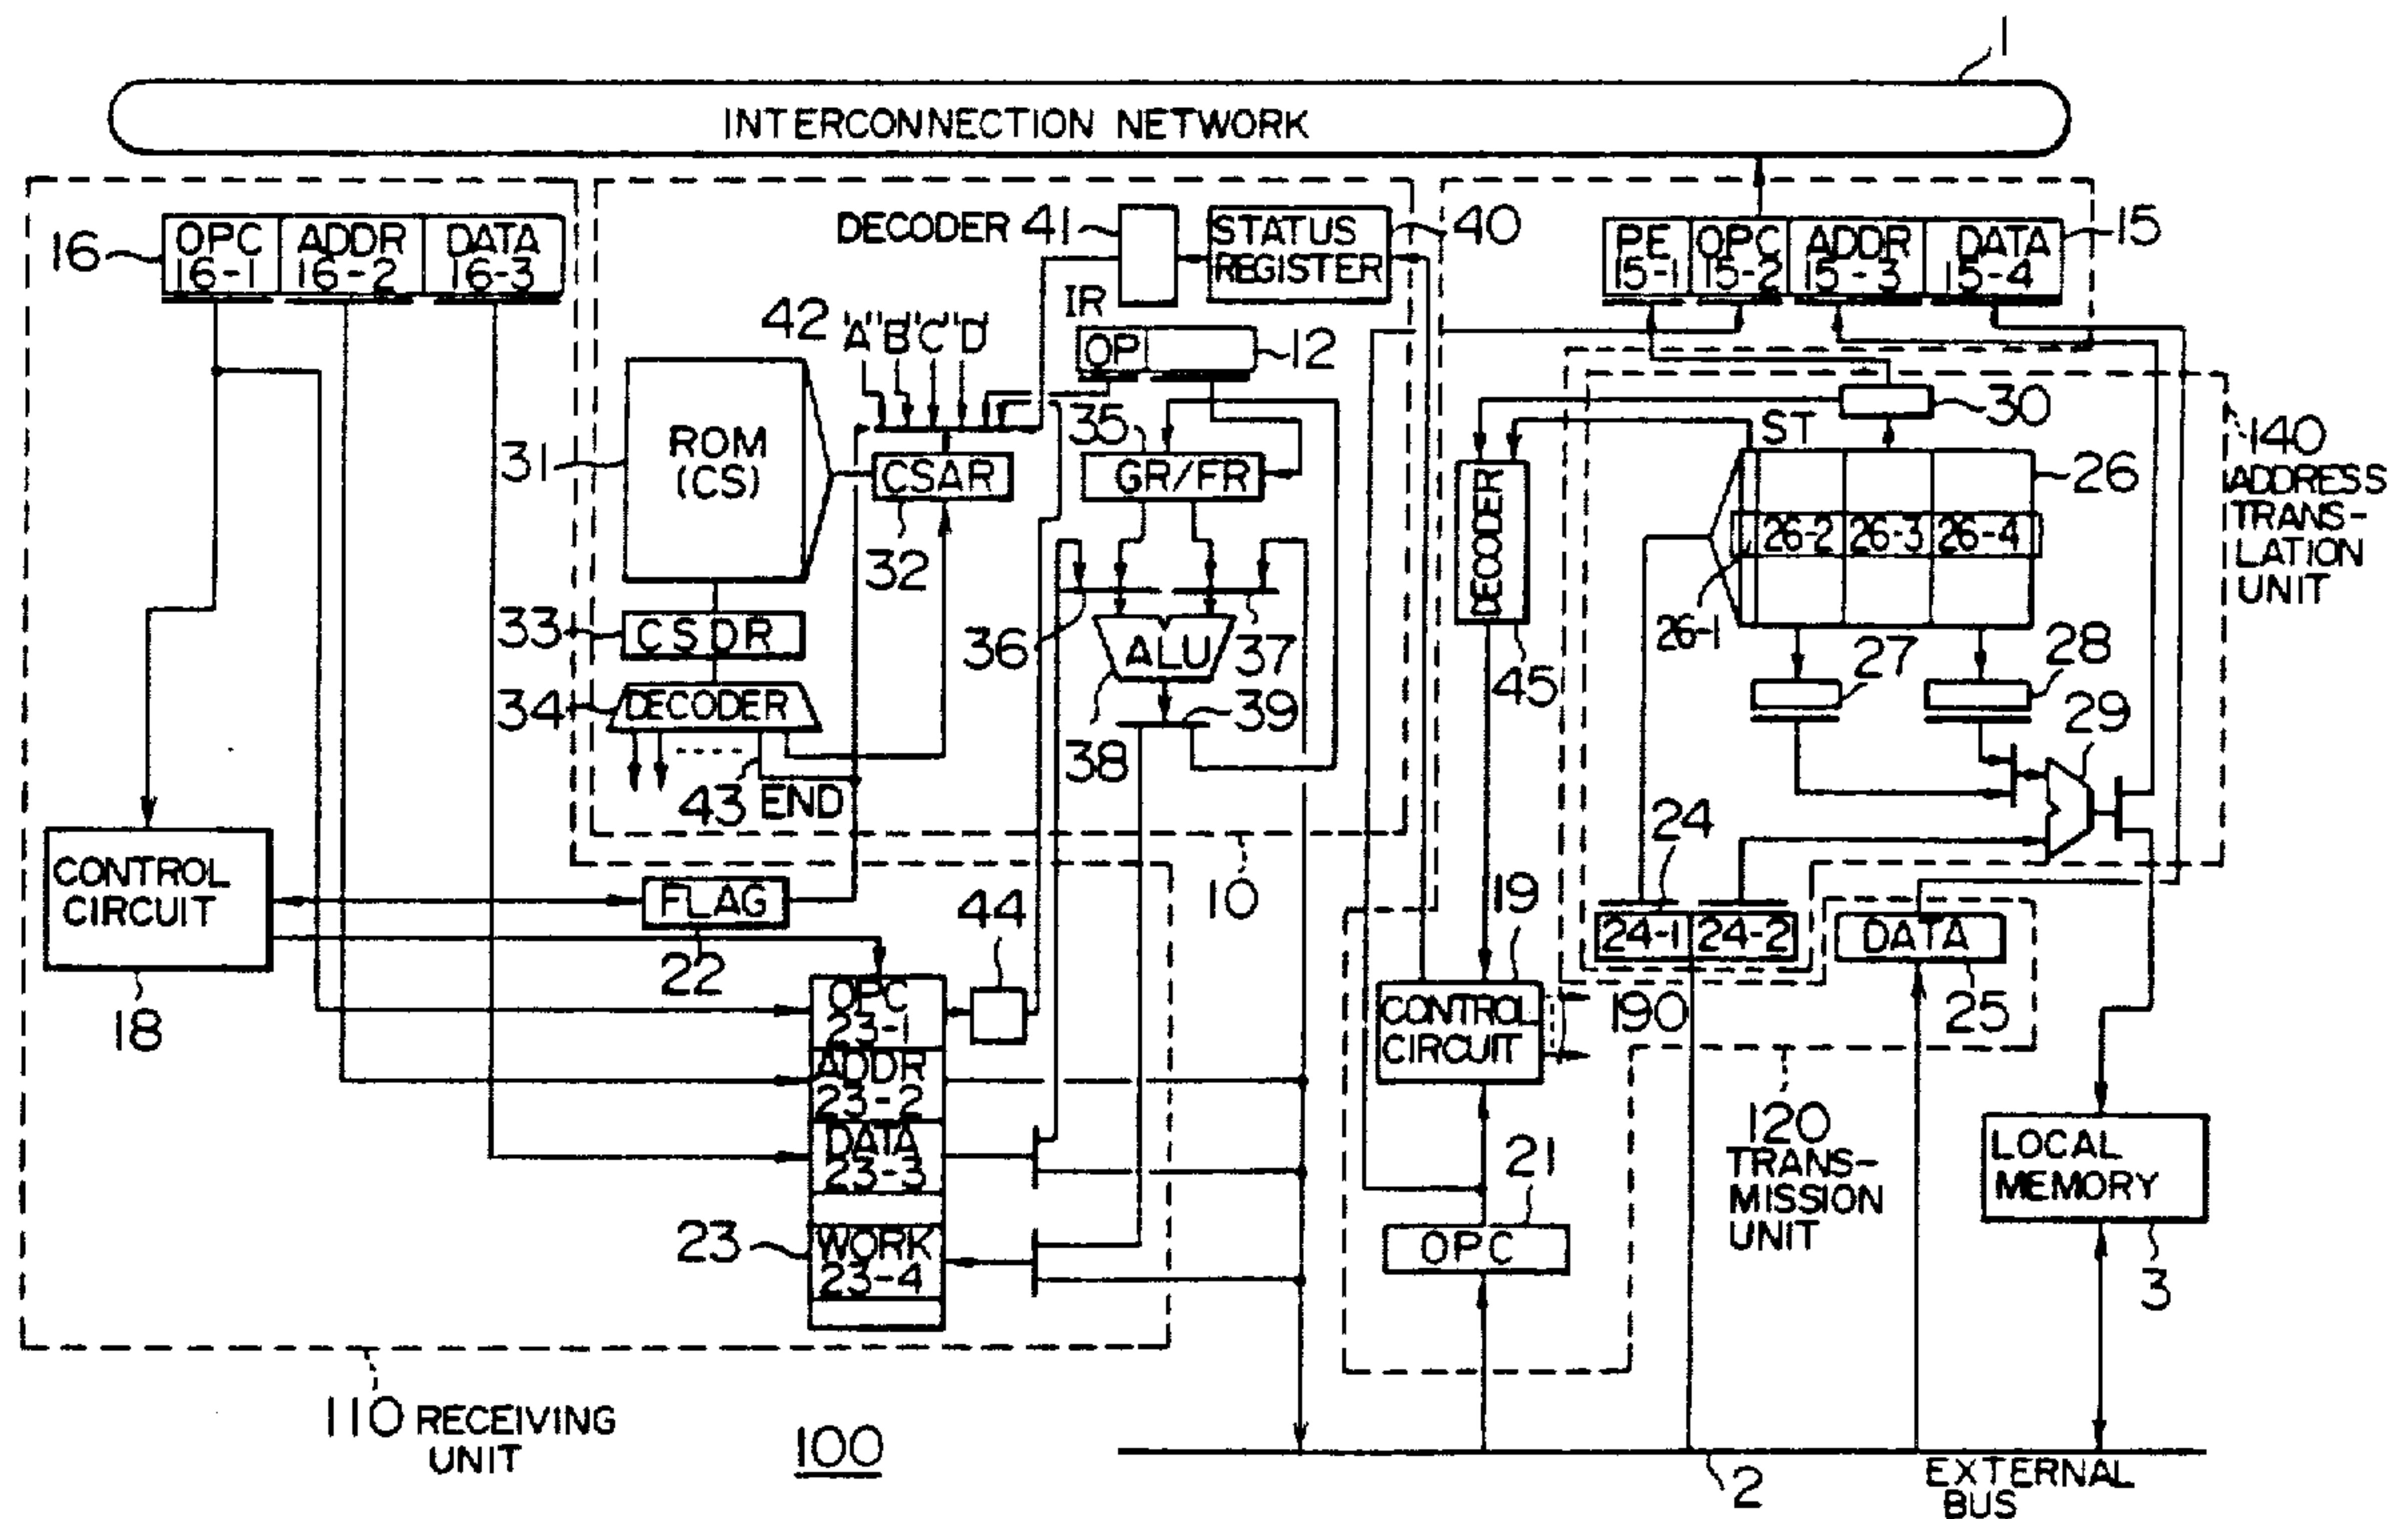 1
INTERCONNECTION NETWORK
16
OPC
16-1
ADDR
16-2
DATA
16-3
DECODER 41
STATUS
REGISTER
40
PE
15-1
OPC
15-2
ADDR
15-3
DATA
15-4
15
42
"A" "B" "C" "D"
IR
OP
12
31
ROM
(CS)
CSAR
32
35
GR/FR
ST
30
26
26-2
26-3
26-4
26-1
140
ADDRESS
TRANS-
LATION
UNIT
DECODER
45
33
CSDR
34
DECODER
36
ALU
37
38
39
27
28
29
43 END
10
24
24-1
24-2
DATA
25
CONTROL
CIRCUIT
18
FLAG
22
44
19
CONTROL
CIRCUIT
190
OPC
23-1
ADDR
23-2
DATA
23-3
23
WORK
23-4
21
OPC
120
TRANS-
MISSION
UNIT
LOCAL
MEMORY
3
110 RECEIVING
UNIT
100
2
EXTERNAL
BUS